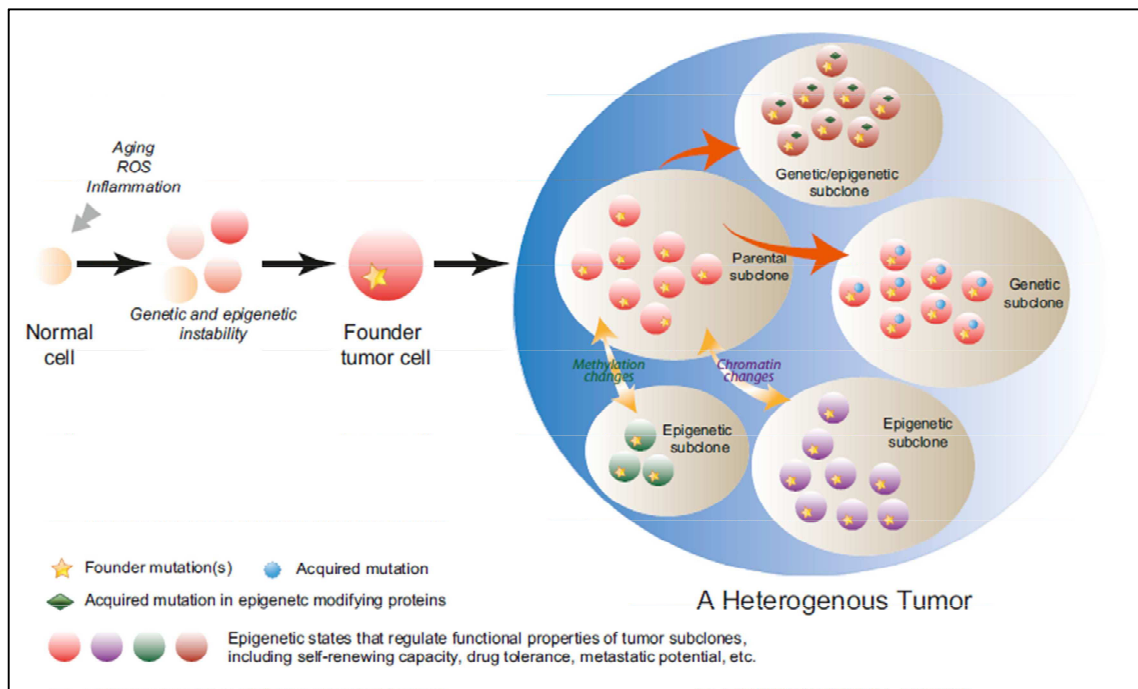 Aging
ROS
Inflammation
Normal
cell
Genetic and epigenetic
instability
Founder
tumor cell
Genetic/epigenetic
subclone
Parental
subclone
Genetic
subclone
Methylation
changes
Chromatin
changes
Epigenetic
subclone
Epigenetic
subclone
Founder mutation(s)
Acquired mutation
Acquired mutation in epigenetc modifying proteins
A Heterogenous Tumor
Epigenetic states that regulate functional properties of tumor subclones,
including self-renewing capacity, drug tolerance, metastatic potential, etc.